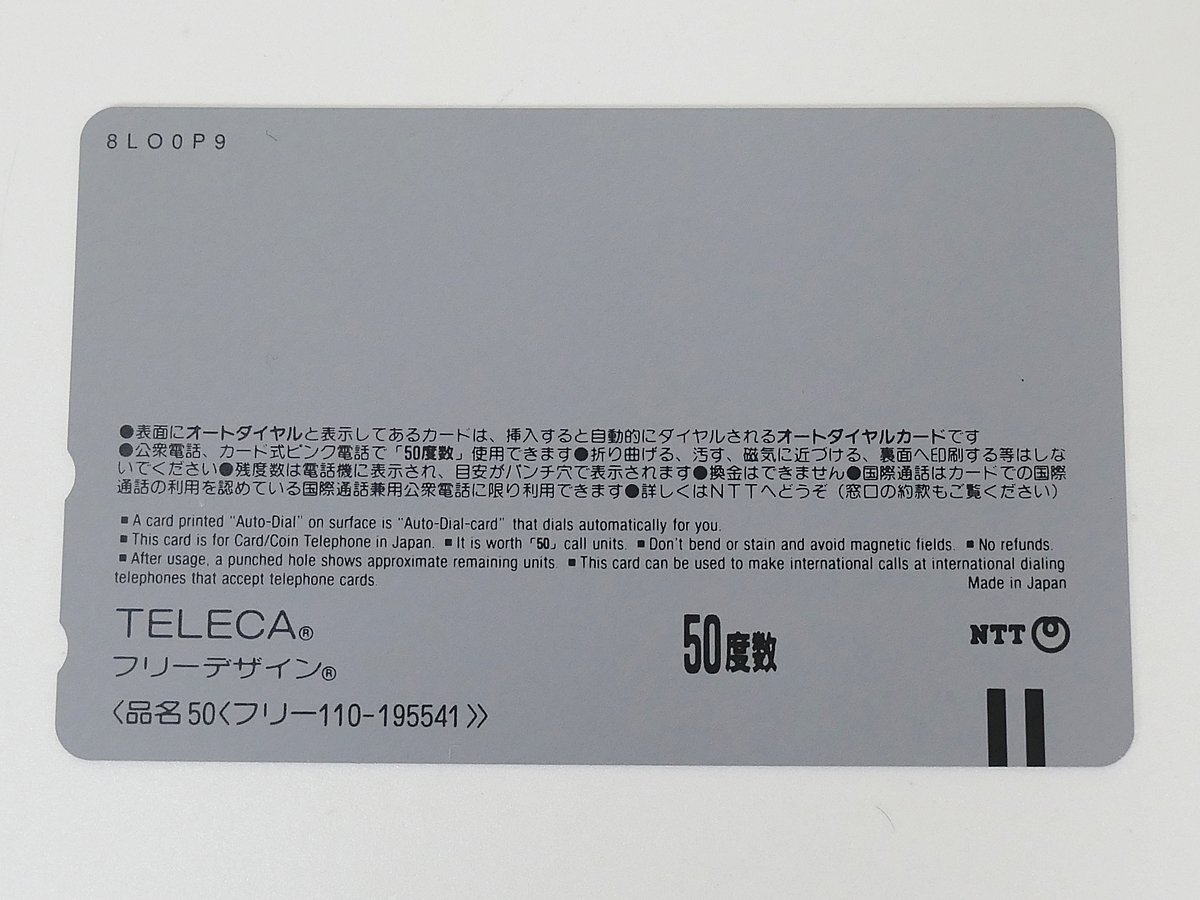 8LO0P9
●表面にオートダイヤルと表示してあるカードは、挿入すると自動的にダイヤルされるオートダイヤルカードです
●公衆電話、カード式ピンク電話で「50度数」使用できます●折り曲げる、汚す、磁気に近づける、裏面へ印刷する等はしな
いでください●残度数は電話機に表示され、目安がパンチ穴で表示されます●換金はできません●国際通話はカードでの国際
通話の利用を認めている国際通話兼用公衆電話に限り利用できます●詳しくはNTTへどうぞ（窓口の約款もご覧ください）
■A card printed "Auto-Dial" on surface is "Auto-Dial-card" that dials automatically for you.
■This card is for Card/Coin Telephone in Japan. ■It is worth「50」call units. ■Don't bend or stain and avoid magnetic fields. ■No refunds.
■After usage, a punched hole shows approximate remaining units. ■This card can be used to make international calls at international dialing
telephones that accept telephone cards.
Made in Japan
TELECA®
フリーデザイン®
50度数
NTT
〈品名50〈フリー110-195541〉〉